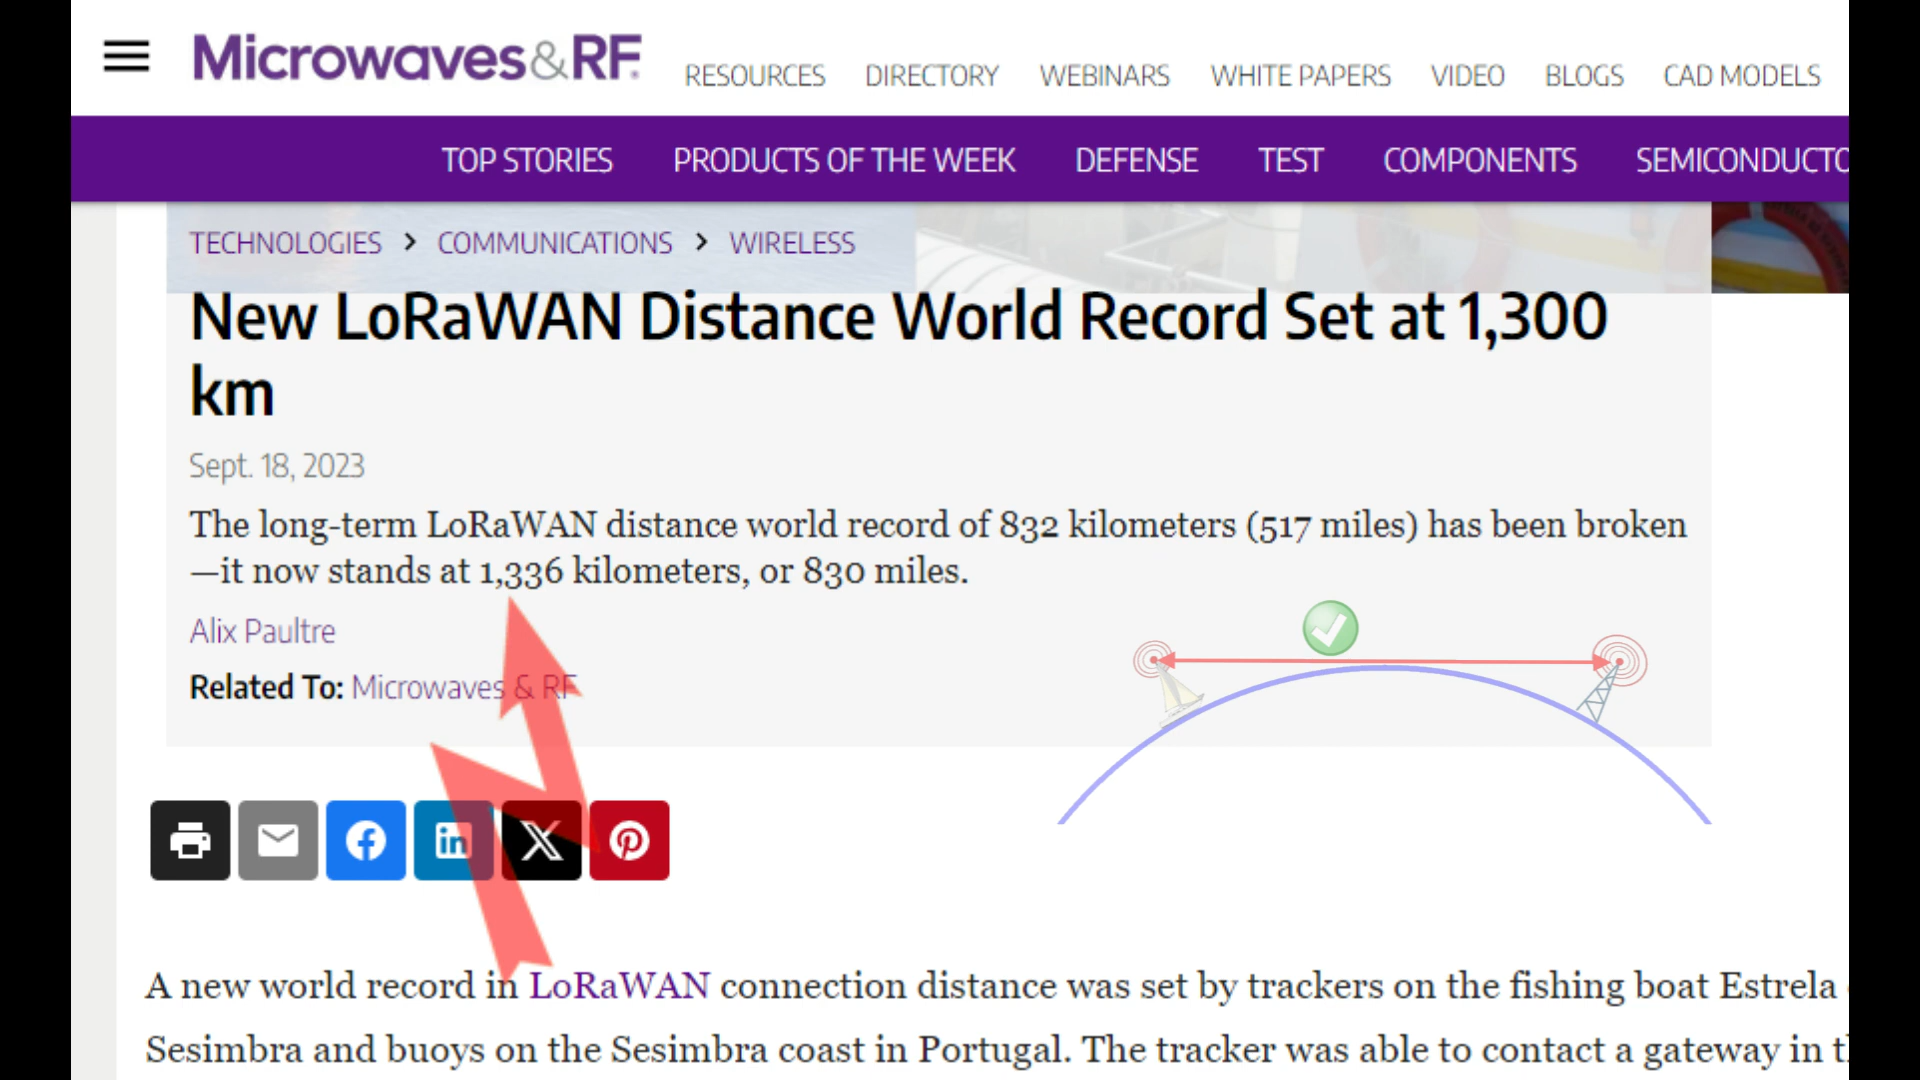 Microwaves&RF
RESOURCES DIRECTORY WEBINARS WHITE PAPERS VIDEO BLOGS CAD MODELS
TOP STORIES PRODUCTS OF THE WEEK DEFENSE TEST COMPONENTS SEMICONDUCTO
TECHNOLOGIES > COMMUNICATIONS > WIRELESS
New LoRaWAN Distance World Record Set at 1,300
km
Sept. 18, 2023
The long-term LoRaWAN distance world record of 832 kilometers (517 miles) has been broken
—it now stands at 1,336 kilometers, or 830 miles.
Alix Paultre
Related To: Microwaves & RF
A new world record in LoRaWAN connection distance was set by trackers on the fishing boat Estrela
Sesimbra and buoys on the Sesimbra coast in Portugal. The tracker was able to contact a gateway in